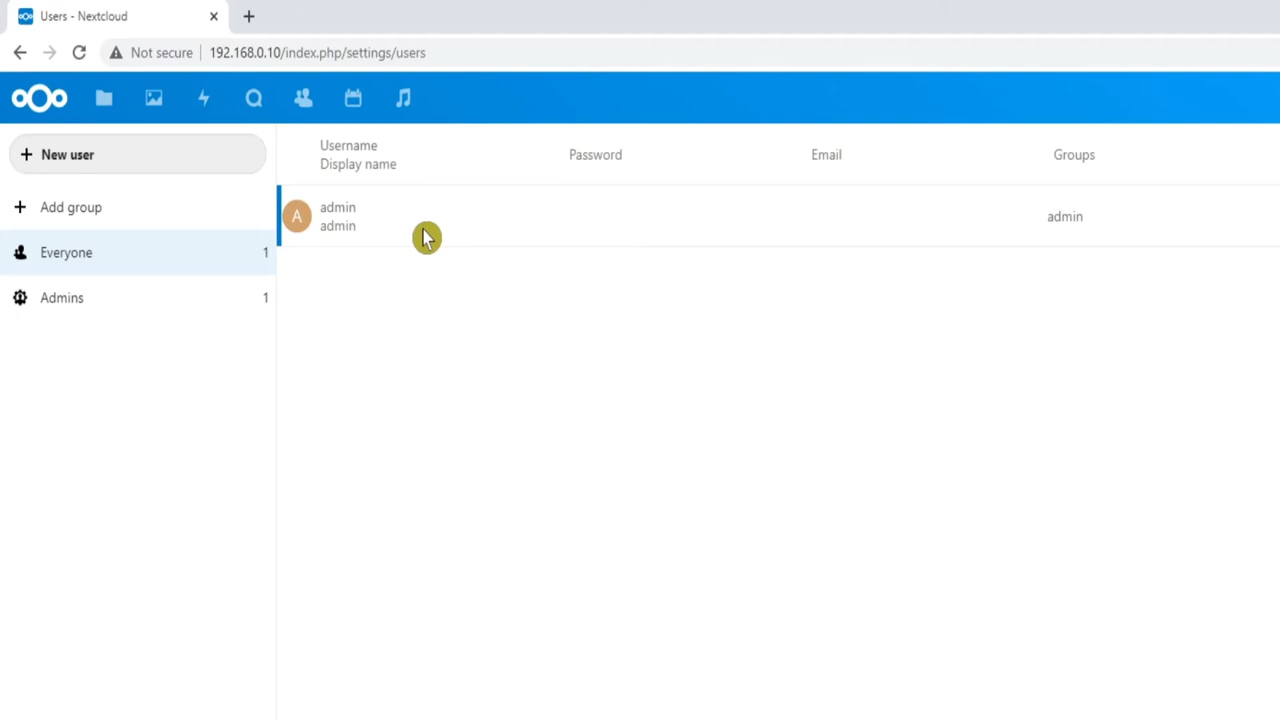 Users - Nextcloud
Not secure 192.168.0.10/index.php/settings/users
New user
Add group
Everyone 1
Admins 1
Username
Display name
Password
Email
Groups
A
admin
admin
admin